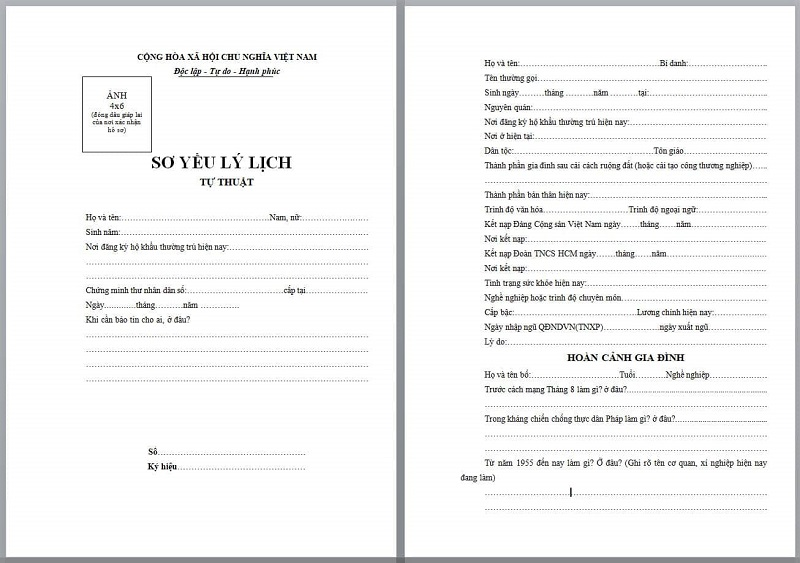 CỘNG HÒA XÃ HỘI CHU NGHĨA VIỆT NAM
Độc lập - Tự do - Hạnh phúc
ẢNH
4x6
(đóng dấu giáp lai
của nơi xác nhận
hồ sơ)
SƠ YẾU LÝ LỊCH
TỰ THUẬT
Họ và tên:.......................................................Nam, nữ:.........................
Sinh năm:............................................................................................
Nơi đăng ký hộ khẩu thường trú hiện nay:....................................................
.........................................................................................................
.........................................................................................................
Chứng minh thư nhân dân số:....................................cấp tại........................
Ngày............tháng..........năm ...............
Khi cần báo tin cho ai, ở đâu?
.........................................................................................................
.........................................................................................................
.........................................................................................................
.........................................................................................................
Số.......................................................
Ký hiệu................................................
Họ và tên:....................................................Bí danh:..............................
Tên thường gọi......................................................................................
Sinh ngày.........tháng ..........năm ..........tại:............................................
Nguyên quán:........................................................................................
Nơi đăng ký hộ khẩu thường trú hiện nay:....................................................
Nơi ở hiện tại:.......................................................................................
Dân tộc:....................................................Tôn giáo...............................
Thành phần gia đình sau cải cách ruộng đất (hoặc cải tạo công thương nghiệp)......
.........................................................................................................
Thành phần bản thân hiện nay:..................................................................
Trình độ văn hóa...............................Trình độ ngoại ngữ:..........................
Kết nạp Đảng Cộng sản Việt Nam ngày.......tháng......năm............................
Nơi kết nạp:.........................................................................................
Kết nạp Đoàn TNCS HCM ngày.......tháng......năm.....................................
Nơi kết nạp:.........................................................................................
Tình trạng sức khỏe hiện nay:...................................................................
Nghề nghiệp hoặc trình độ chuyên môn......................................................
Cấp bậc:.............................................Lương chính hiện nay:....................
Ngày nhập ngũ QĐNDVN(TNXP).....................ngày xuất ngũ......................
Lý do:................................................................................................
HOÀN CẢNH GIA ĐÌNH
Họ và tên bố:................................Tuổi...........Nghề nghiệp.....................
Trước cách mạng Tháng 8 làm gì? ở đâu?....................................................
.........................................................................................................
Trong kháng chiến chống thực dân Pháp làm gì? ở đâu?..................................
.........................................................................................................
.........................................................................................................
Từ năm 1955 đến nay làm gì? Ở đâu? (Ghi rõ tên cơ quan, xí nghiệp hiện nay
đang làm)
.........................................................................................................
.........................................................................................................